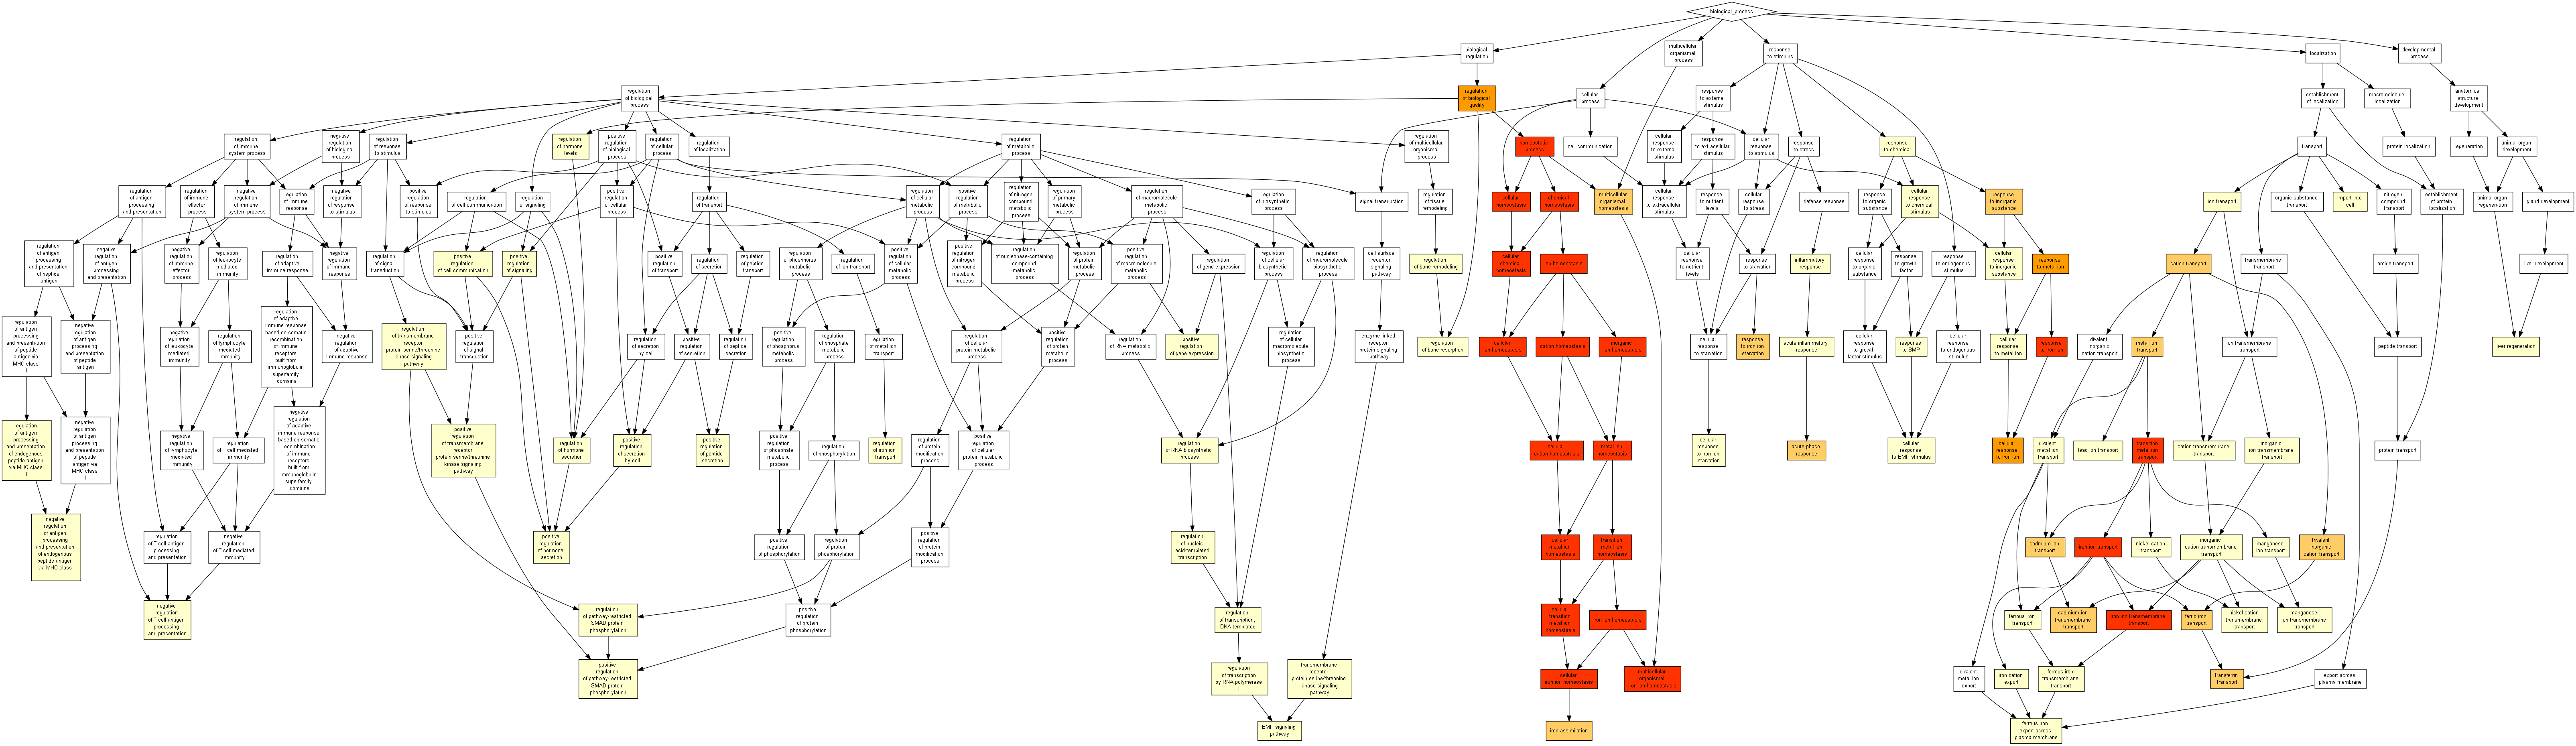 biological_process
biological
regulation
multicellular
organismal
process
response
to stimulus
localization
developmental
process
regulation
of biological
process
regulation
of biological
quality
cellular
process
response
to external
stimulus
establishment
of localization
macromolecule
localization
anatomical
structure
development
regulation
of immune
system process
negative
regulation
of biological
process
regulation
of response
to stimulus
regulation
of hormone
levels
positive
regulation
of biological
process
regulation
of cellular
process
regulation
of localization
regulation
of metabolic
process
regulation
of multicellular
organismal
process
homeostatic
process
cell communication
cellular
response
to external
stimulus
response
to extracellular
stimulus
cellular
response
to stimulus
response
to stress
response
to chemical
transport
protein localization
regeneration
animal organ
development
regulation
of antigen
processing
and presentation
regulation
of immune
effector
process
negative
regulation
of immune
system process
regulation
of immune
response
negative
regulation
of response
to stimulus
positive
regulation
of response
to stimulus
regulation
of cell communication
regulation
of signaling
positive
regulation
of cellular
process
regulation
of transport
regulation
of cellular
metabolic
process
positive
regulation
of metabolic
process
regulation
of nitrogen
compound
metabolic
process
regulation
of primary
metabolic
process
regulation
of macromolecule
metabolic
process
regulation
of biosynthetic
process
signal transduction
regulation
of tissue
remodeling
cellular
homeostasis
chemical
homeostasis
multicellular
organismal
homeostasis
cellular
response
to extracellular
stimulus
response
to nutrient
levels
cellular
response
to stress
defense response
response
to organic
substance
cellular
response
to chemical
stimulus
response
to inorganic
substance
ion transport
organic substance
transport
import into
cell
nitrogen
compound
transport
establishment
of protein
localization
animal organ
regeneration
gland development
regulation
of antigen
processing
and presentation
of peptide
antigen
negative
regulation
of antigen
processing
and presentation
negative
regulation
of immune
effector
process
regulation
of leukocyte
mediated
immunity
regulation
of adaptive
immune response
negative
regulation
of immune
response
regulation
of signal
transduction
positive
regulation
of cell communication
positive
regulation
of signaling
positive
regulation
of transport
regulation
of secretion
regulation
of peptide
transport
regulation
of phosphorus
metabolic
process
regulation
of ion transport
positive
regulation
of cellular
metabolic
process
positive
regulation
of nitrogen
compound
metabolic
process
regulation
of nucleobase-containing
compound
metabolic
process
regulation
of protein
metabolic
process
positive
regulation
of macromolecule
metabolic
process
regulation
of gene expression
regulation
of cellular
biosynthetic
process
regulation
of macromolecule
biosynthetic
process
cell surface
receptor
signaling
pathway
regulation
of bone remodeling
cellular
chemical
homeostasis
ion homeostasis
cellular
response
to nutrient
levels
response
to starvation
inflammatory
response
cellular
response
to organic
substance
response
to growth
factor
response
to endogenous
stimulus
cellular
response
to inorganic
substance
response
to metal ion
cation transport
transmembrane
transport
amide transport
liver development
regulation
of antigen
processing
and presentation
of peptide
antigen via
MHC class
I
negative
regulation
of antigen
processing
and presentation
of peptide
antigen
negative
regulation
of leukocyte
mediated
immunity
regulation
of lymphocyte
mediated
immunity
regulation
of adaptive
immune response
based on somatic
recombination
of immune
receptors
built from
immunoglobulin
superfamily
domains
negative
regulation
of adaptive
immune response
regulation
of transmembrane
receptor
protein serine/threonine
kinase signaling
pathway
positive
regulation
of signal
transduction
regulation
of secretion
by cell
positive
regulation
of secretion
regulation
of peptide
secretion
positive
regulation
of phosphorus
metabolic
process
regulation
of phosphate
metabolic
process
regulation
of metal ion
transport
regulation
of cellular
protein metabolic
process
positive
regulation
of protein
metabolic
process
regulation
of RNA metabolic
process
positive
regulation
of gene expression
regulation
of cellular
macromolecule
biosynthetic
process
enzyme linked
receptor
protein signaling
pathway
regulation
of bone resorption
cellular
ion homeostasis
cation homeostasis
inorganic
ion homeostasis
cellular
response
to starvation
response
to iron ion
starvation
acute inflammatory
response
cellular
response
to growth
factor stimulus
response
to BMP
cellular
response
to endogenous
stimulus
cellular
response
to metal ion
response
to iron ion
divalent
inorganic
cation transport
metal ion
transport
ion transmembrane
transport
peptide transport
liver regeneration
regulation
of antigen
processing
and presentation
of endogenous
peptide antigen
via MHC class
I
negative
regulation
of antigen
processing
and presentation
of peptide
antigen via
MHC class
I
negative
regulation
of lymphocyte
mediated
immunity
regulation
of T cell mediated
immunity
negative
regulation
of adaptive
immune response
based on somatic
recombination
of immune
receptors
built from
immunoglobulin
superfamily
domains
positive
regulation
of transmembrane
receptor
protein serine/threonine
kinase signaling
pathway
regulation
of hormone
secretion
positive
regulation
of secretion
by cell
positive
regulation
of peptide
secretion
positive
regulation
of phosphate
metabolic
process
regulation
of phosphorylation
regulation
of iron ion
transport
regulation
of protein
modification
process
positive
regulation
of cellular
protein metabolic
process
regulation
of RNA biosynthetic
process
cellular
cation homeostasis
metal ion
homeostasis
cellular
response
to iron ion
starvation
acute-phase
response
cellular
response
to BMP stimulus
cellular
response
to iron ion
divalent
metal ion
transport
lead ion transport
transition
metal ion
transport
cation transmembrane
transport
inorganic
ion transmembrane
transport
protein transport
negative
regulation
of antigen
processing
and presentation
of endogenous
peptide antigen
via MHC class
I
regulation
of T cell antigen
processing
and presentation
negative
regulation
of T cell mediated
immunity
positive
regulation
of hormone
secretion
positive
regulation
of phosphorylation
regulation
of protein
phosphorylation
positive
regulation
of protein
modification
process
regulation
of nucleic
acid-templated
transcription
cellular
metal ion
homeostasis
transition
metal ion
homeostasis
cadmium ion
transport
iron ion transport
nickel cation
transport
inorganic
cation transmembrane
transport
manganese
ion transport
trivalent
inorganic
cation transport
negative
regulation
of T cell antigen
processing
and presentation
regulation
of pathway-restricted
SMAD protein
phosphorylation
positive
regulation
of protein
phosphorylation
regulation
of transcription,
DNA-templated
cellular
transition
metal ion
homeostasis
iron ion homeostasis
ferrous iron
transport
cadmium ion
transmembrane
transport
iron ion transmembrane
transport
ferric iron
transport
nickel cation
transmembrane
transport
manganese
ion transmembrane
transport
positive
regulation
of pathway-restricted
SMAD protein
phosphorylation
regulation
of transcription
by RNA polymerase
II
transmembrane
receptor
protein serine/threonine
kinase signaling
pathway
cellular
iron ion homeostasis
multicellular
organismal
iron ion homeostasis
divalent
metal ion
export
iron cation
export
ferrous iron
transmembrane
transport
transferrin
transport
export across
plasma membrane
BMP signaling
pathway
iron assimilation
ferrous iron
export across
plasma membrane